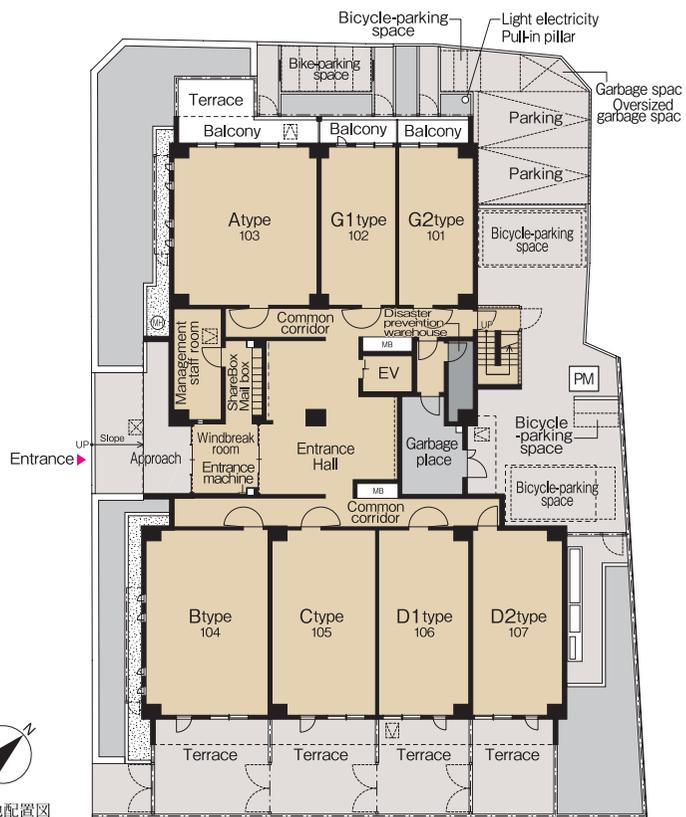 Bicycle-parking
space
Light electricity
Pull-in pillar
Bike-parking
space
Garbage spac
Oversized
garbage spac
Terrace
Parking
Balcony
Balcony
Balcony
Parking
A type
103
G1 type
102
G2 type
101
Bicycle-parking
space
MH
Common
corridor
Disaster
prevention
warehouse
UP
MB
Management
staff room
ShareBox
Mail box
EV
PM
Entrance
UP
Slope
Approach
Windbreak
room
Entrance
machine
Entrance
Hall
Garbage
place
Bicycle
-parking
space
Bicycle-parking
space
MB
Common
corridor
B type
104
C type
105
D1 type
106
D2 type
107
N
Terrace
Terrace
Terrace
Terrace
配置図